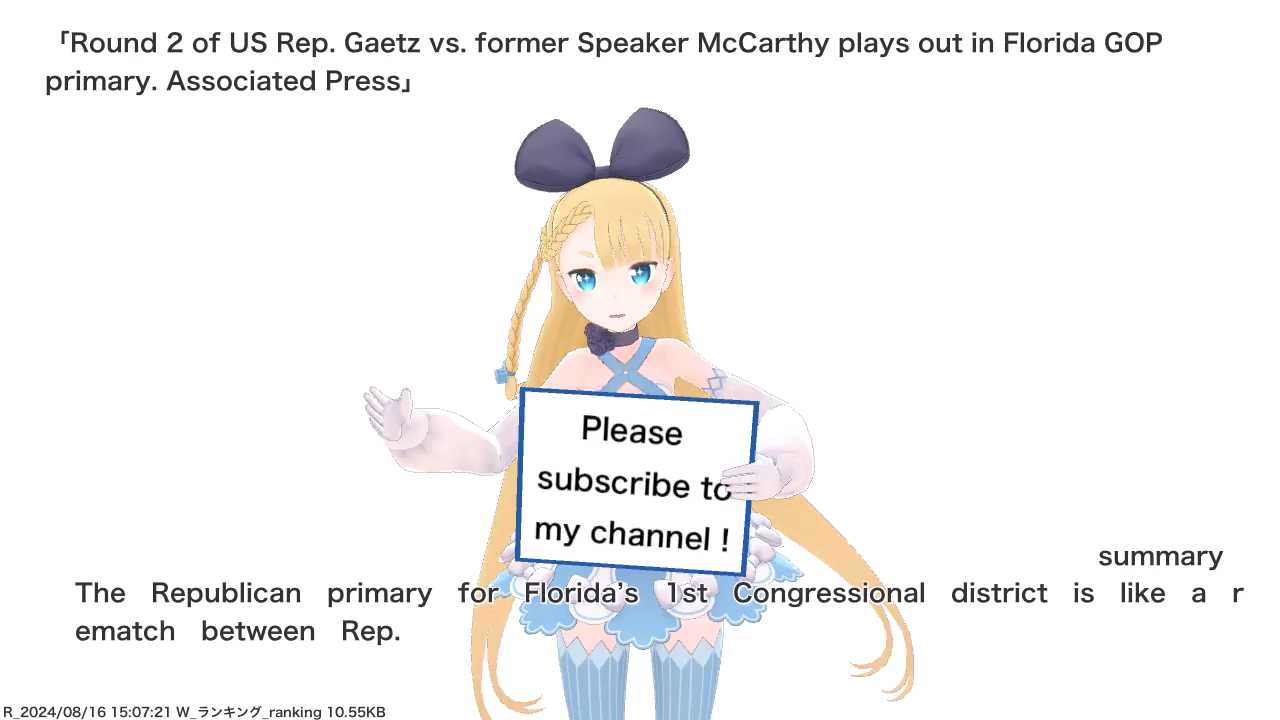 「Round 2 of US Rep. Gaetz vs. former Speaker McCarthy plays out in Florida GOP
primary. Associated Press」
Please
subscribe to
my channel !
summary
The Republican primary for Florida’s 1st Congressional district is like a r
ematch between Rep.
R_2024/08/16 15:07:21 W_ランキング_ranking 10.55KB